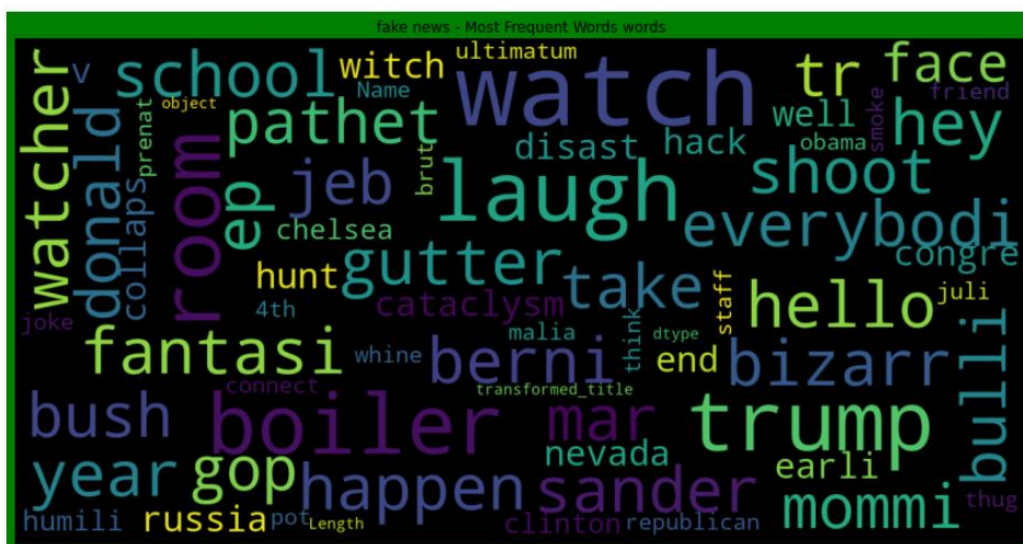 fake news - Most Frequent Words words
watcher
v
school
witch
ultimatum
watch
tr
face
Name
object
friend
donald
prenat
room
pathet
well
hey
smoke
obama
disast
hack
shoot
brut
jeb
laugh
ep
collaps
chelsea
everybodi
congre
gutter
hunt
take
staff
hello
juli
4th
cataclysm
joke
malia
think
dtype
fantasi
whine
berni
end
bizarr
bulli
connect
transformed_title
bush
boiler
mar
trump
nevada
year
gop
happen
sander
earli
mommi
thug
humili
russia
pot
Length
clinton
republican